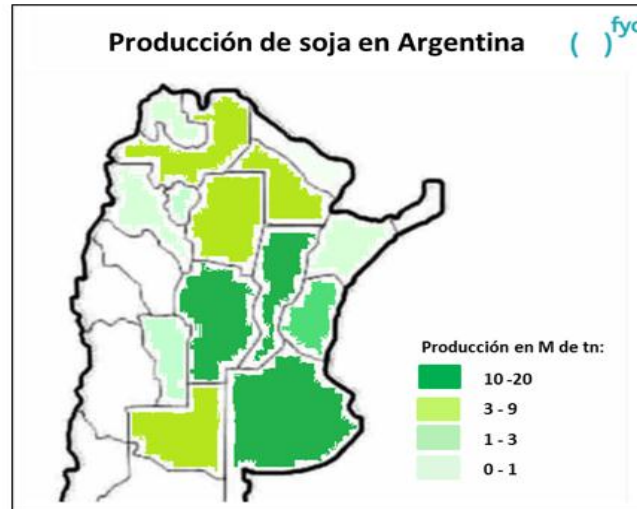 Producción de soja en Argentina
( ) fyo
Producción en M de tn:
10 -20
3 - 9
1 - 3
0 - 1